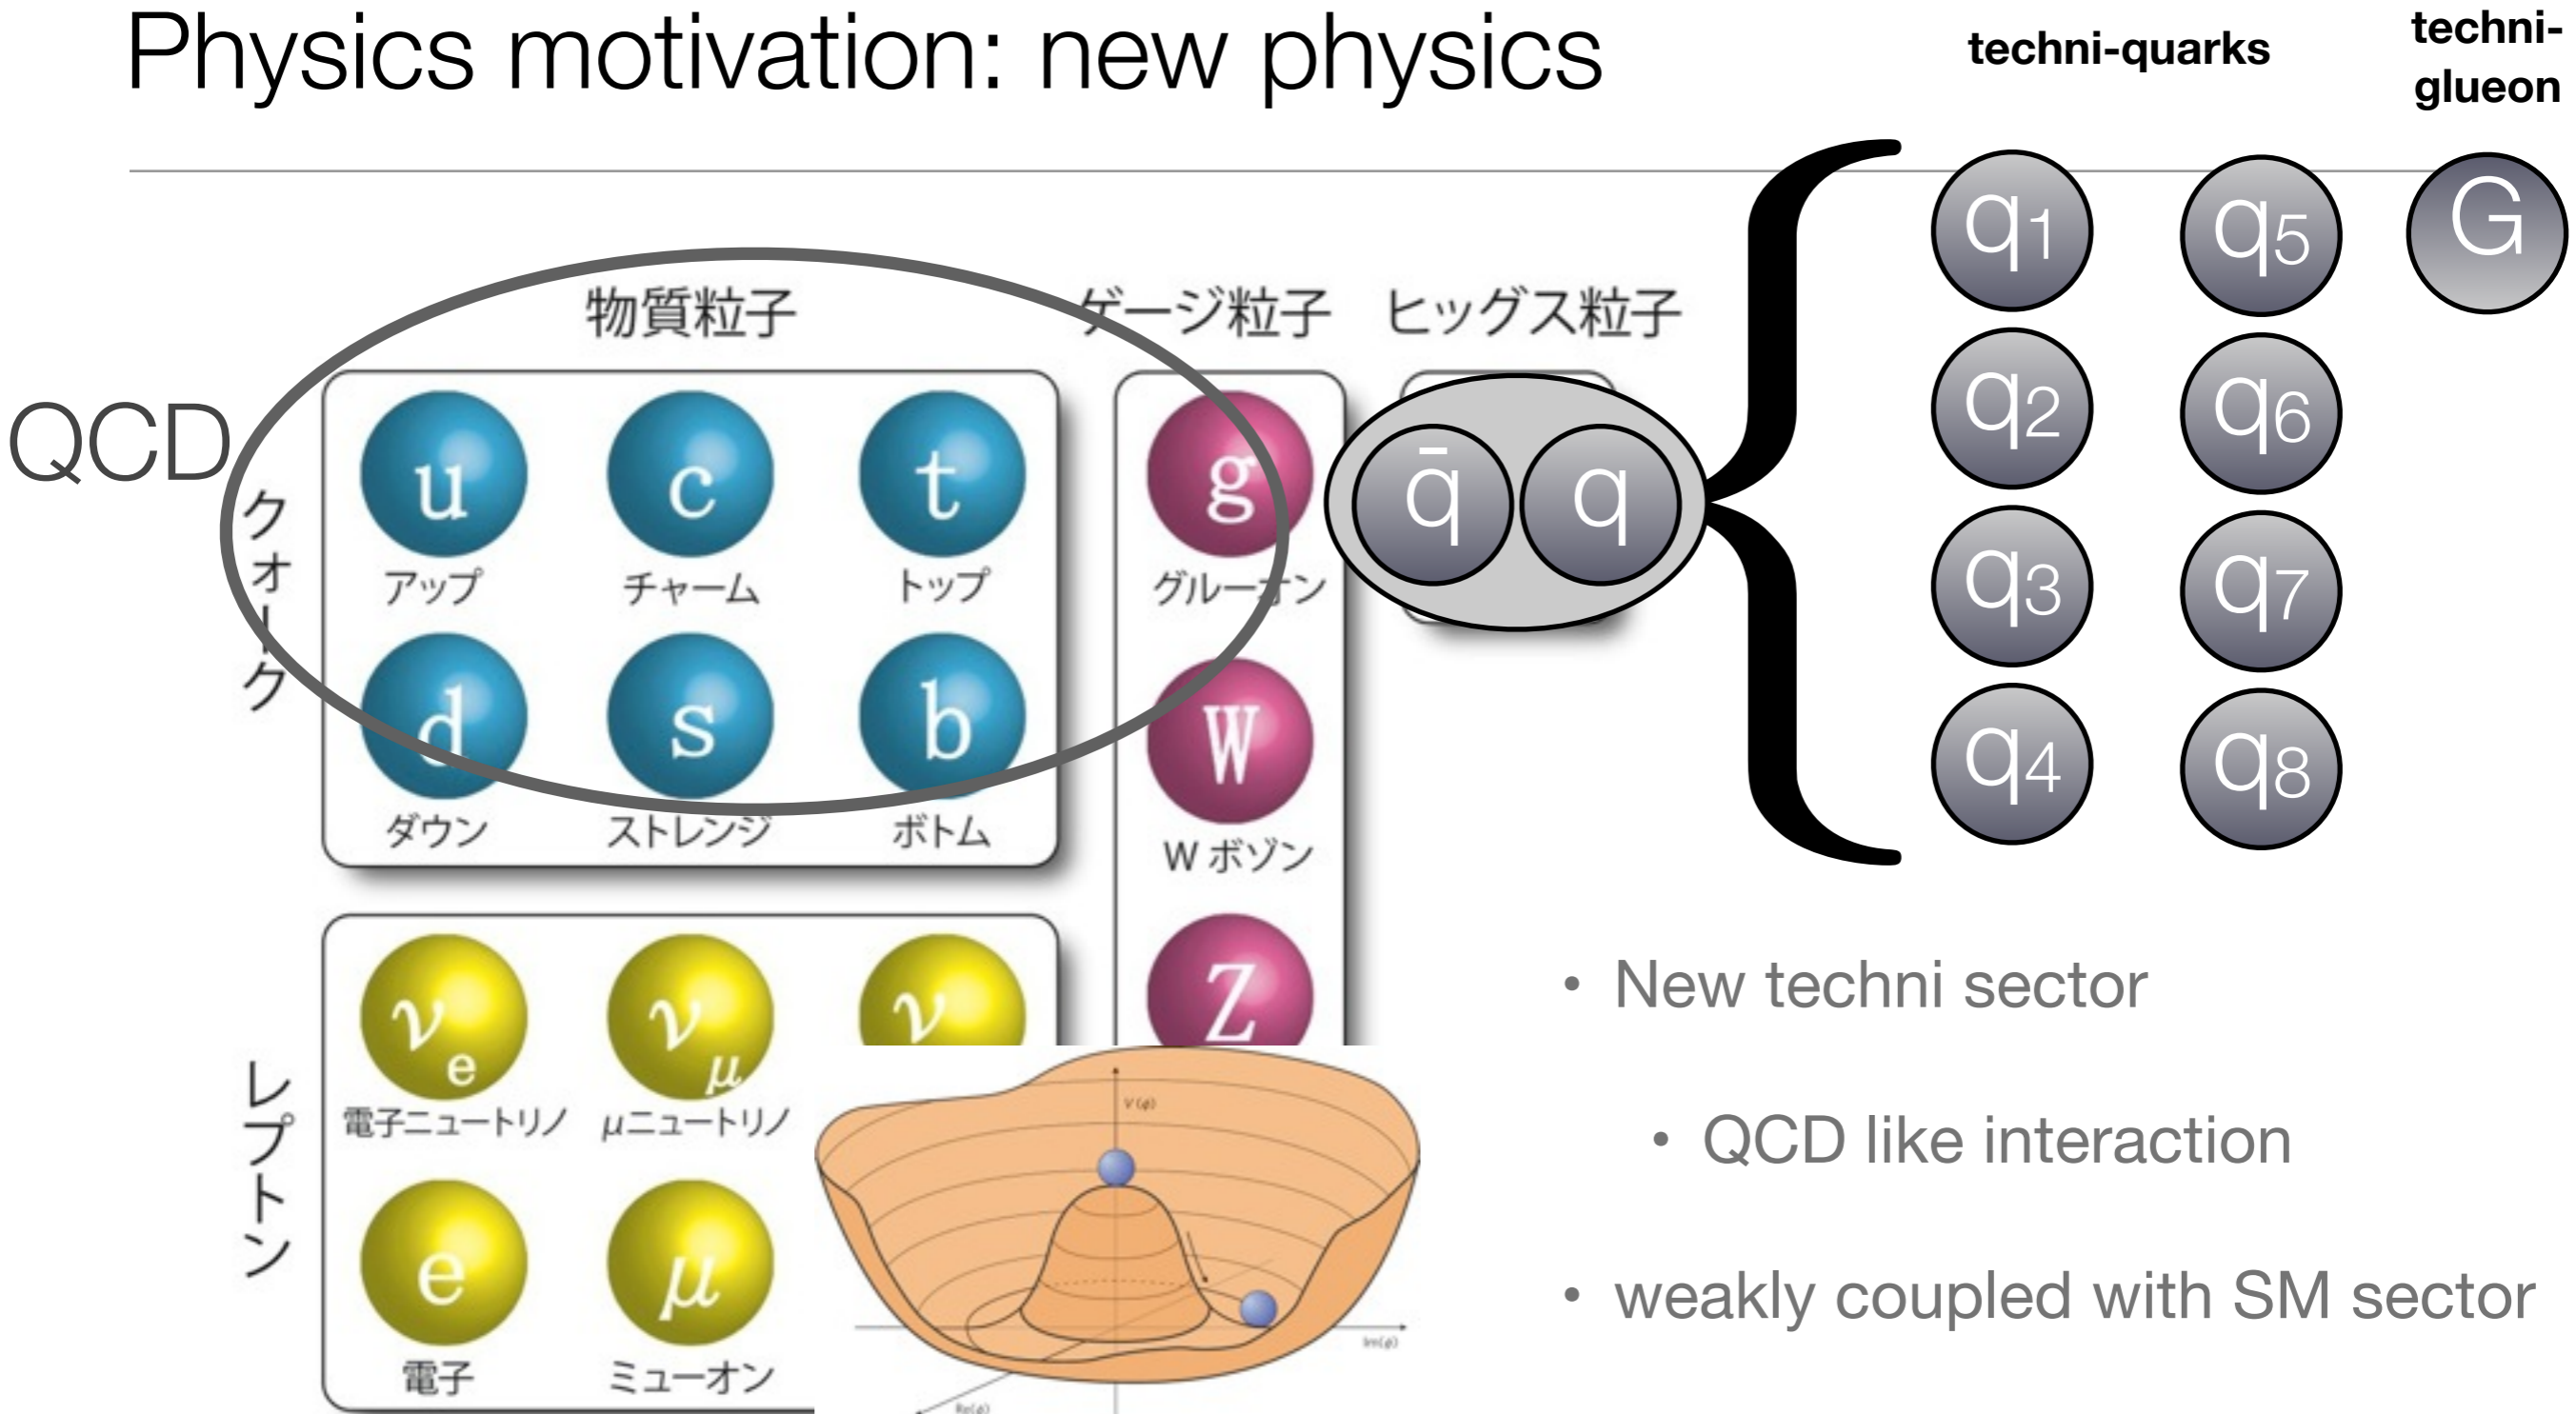 Physics motivation: new physics
techni-quarks
techni-
glueon
q1 q5 G
q2 q6
q3 q7
q4 q8
QCD
物質粒子
ゲージ粒子
ヒッグス粒子
クォーク
u c t
アップ チャーム トップ
d s b
ダウン ストレンジ ボトム
g
グルーオン
W
W ボゾン
Z
q̄ q
レプトン
νe νμ ν
電子ニュートリノ μニュートリノ
e μ
電子 ミューオン
V(φ)
Im(φ)
Re(φ)
• New techni sector
• QCD like interaction
• weakly coupled with SM sector